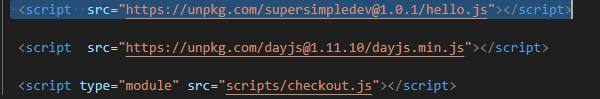 <script  src="https://unpkg.com/supersimpledev@1.0.1/hello.js"></script>
<script  src="https://unpkg.com/dayjs@1.11.10/dayjs.min.js"></script>
<script type="module" src="scripts/checkout.js"></script>